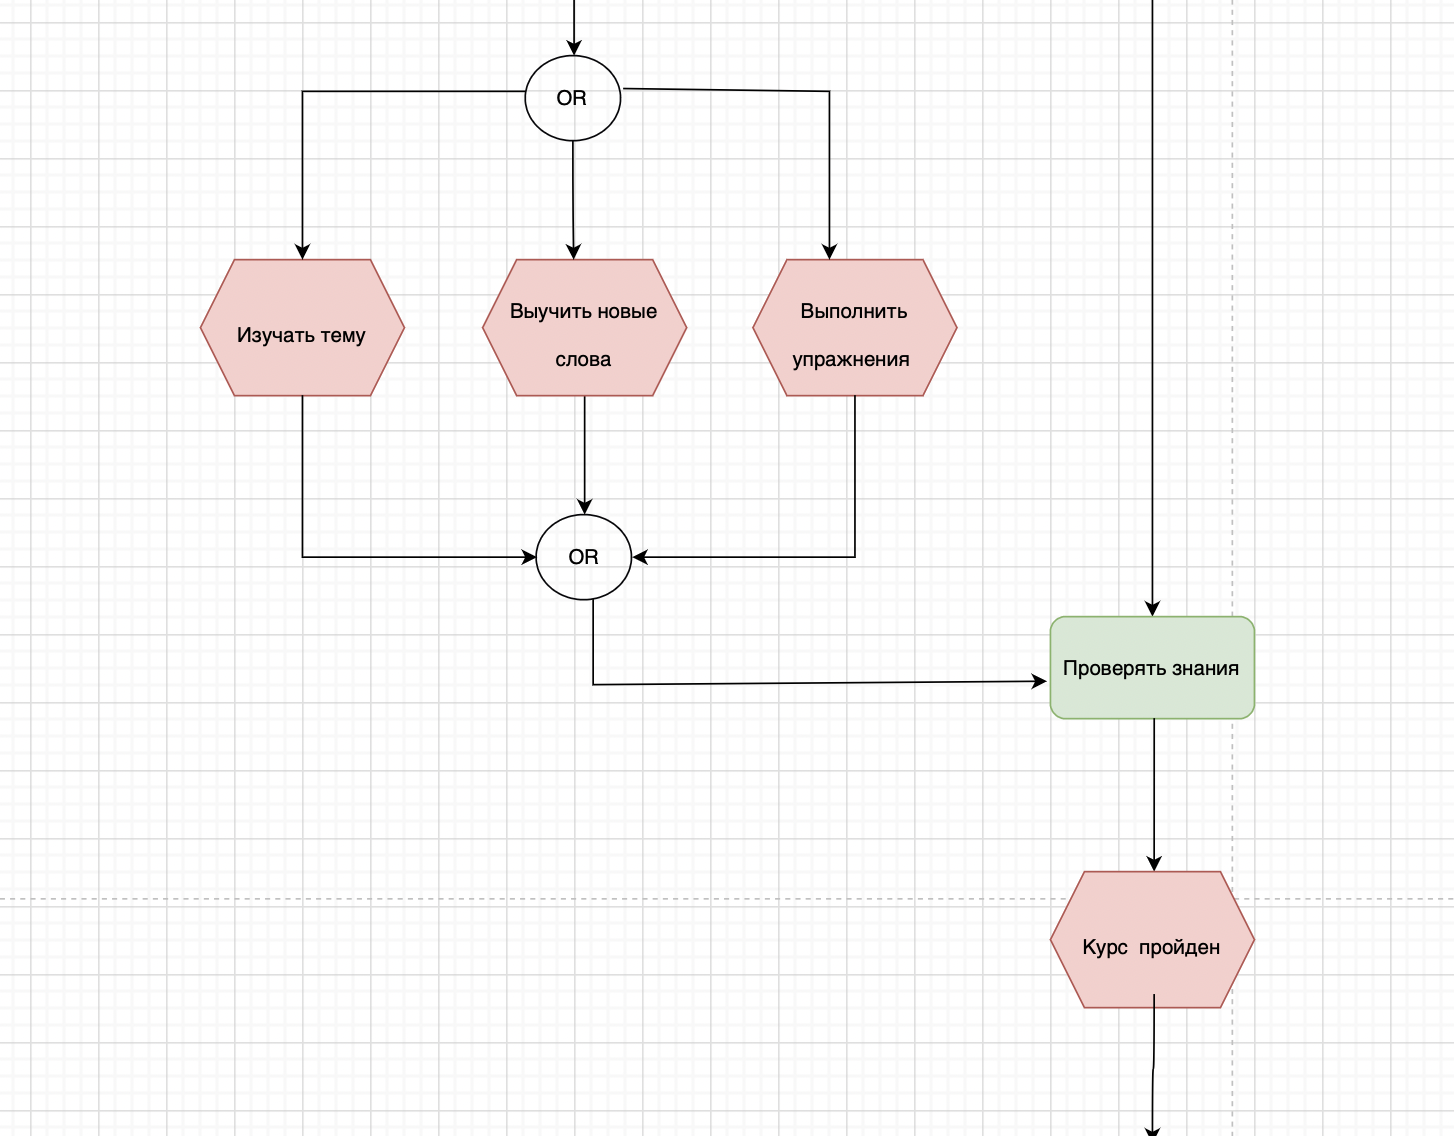 OR
Изучать тему
Выучить новые
слова
Выполнить
упражнения
OR
Проверять знания
Курс  пройден